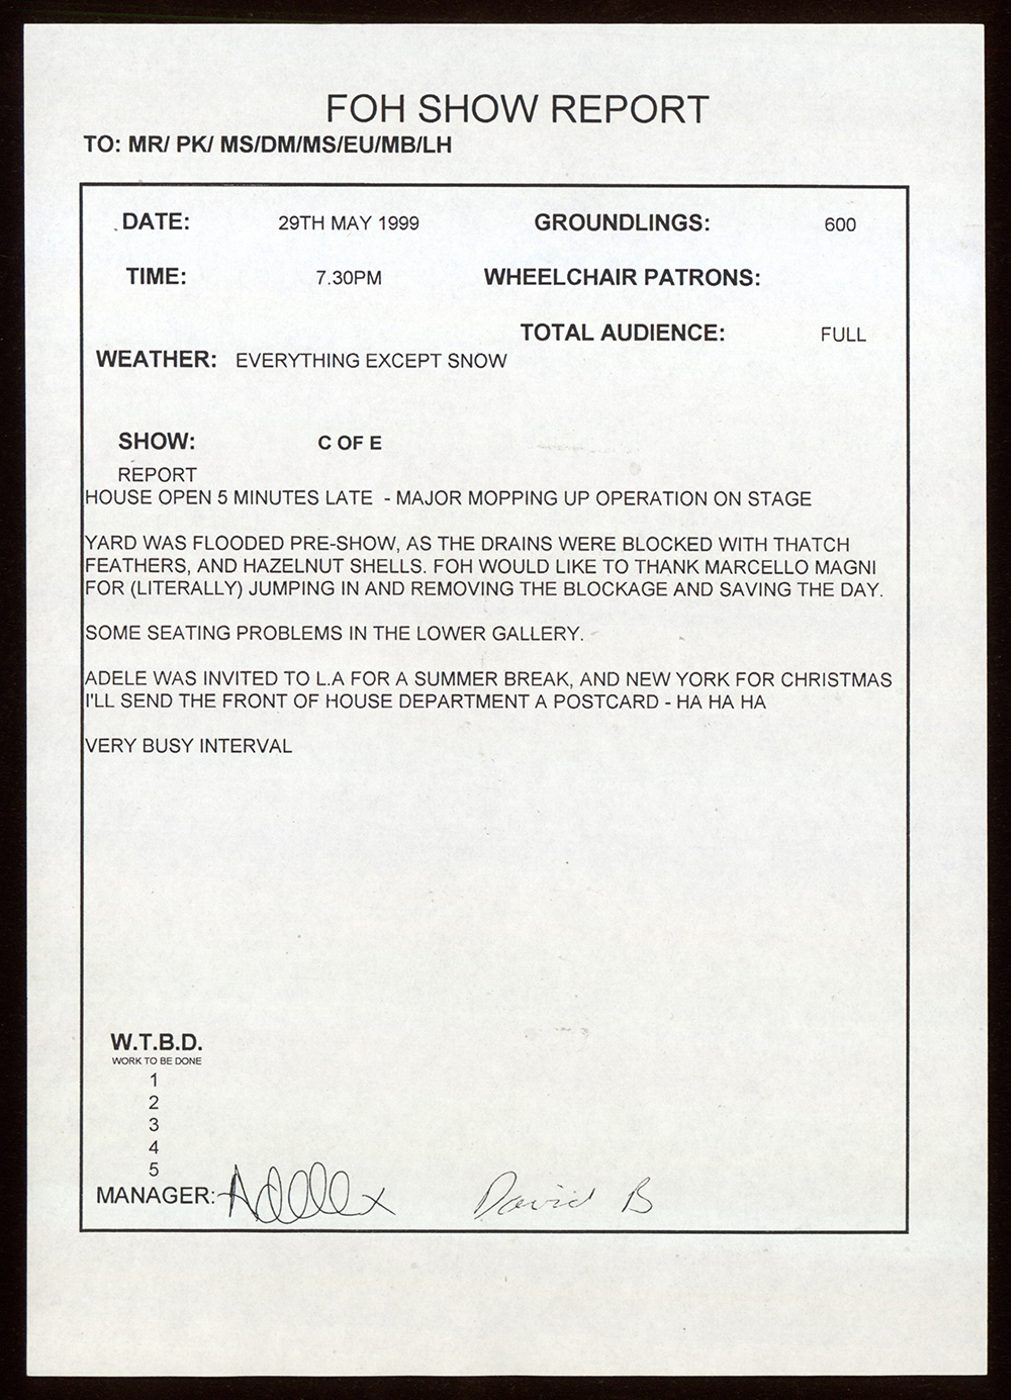 FOH SHOW REPORT
TO: MR/ PK/ MS/DM/MS/EU/MB/LH
DATE: 29TH MAY 1999 GROUNDLINGS: 600
TIME: 7.30PM WHEELCHAIR PATRONS:
TOTAL AUDIENCE: FULL
WEATHER: EVERYTHING EXCEPT SNOW
SHOW: C OF E
REPORT
HOUSE OPEN 5 MINUTES LATE - MAJOR MOPPING UP OPERATION ON STAGE
YARD WAS FLOODED PRE-SHOW, AS THE DRAINS WERE BLOCKED WITH THATCH
FEATHERS, AND HAZELNUT SHELLS. FOH WOULD LIKE TO THANK MARCELLO MAGNI
FOR (LITERALLY) JUMPING IN AND REMOVING THE BLOCKAGE AND SAVING THE DAY.
SOME SEATING PROBLEMS IN THE LOWER GALLERY.
ADELE WAS INVITED TO L.A FOR A SUMMER BREAK, AND NEW YORK FOR CHRISTMAS
I'LL SEND THE FRONT OF HOUSE DEPARTMENT A POSTCARD - HA HA HA
VERY BUSY INTERVAL
W.T.B.D.
WORK TO BE DONE
1
2
3
4
5
MANAGER: Adele x David B